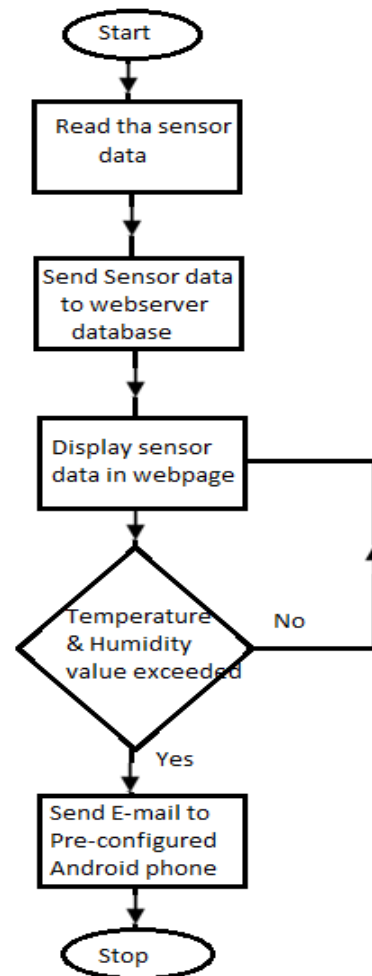 Start
Read tha sensor
data
Send Sensor data
to webserver
database
Display sensor
data in webpage
Temperature
& Humidity
value exceeded
No
Yes
Send E-mail to
Pre-configured
Android phone
Stop